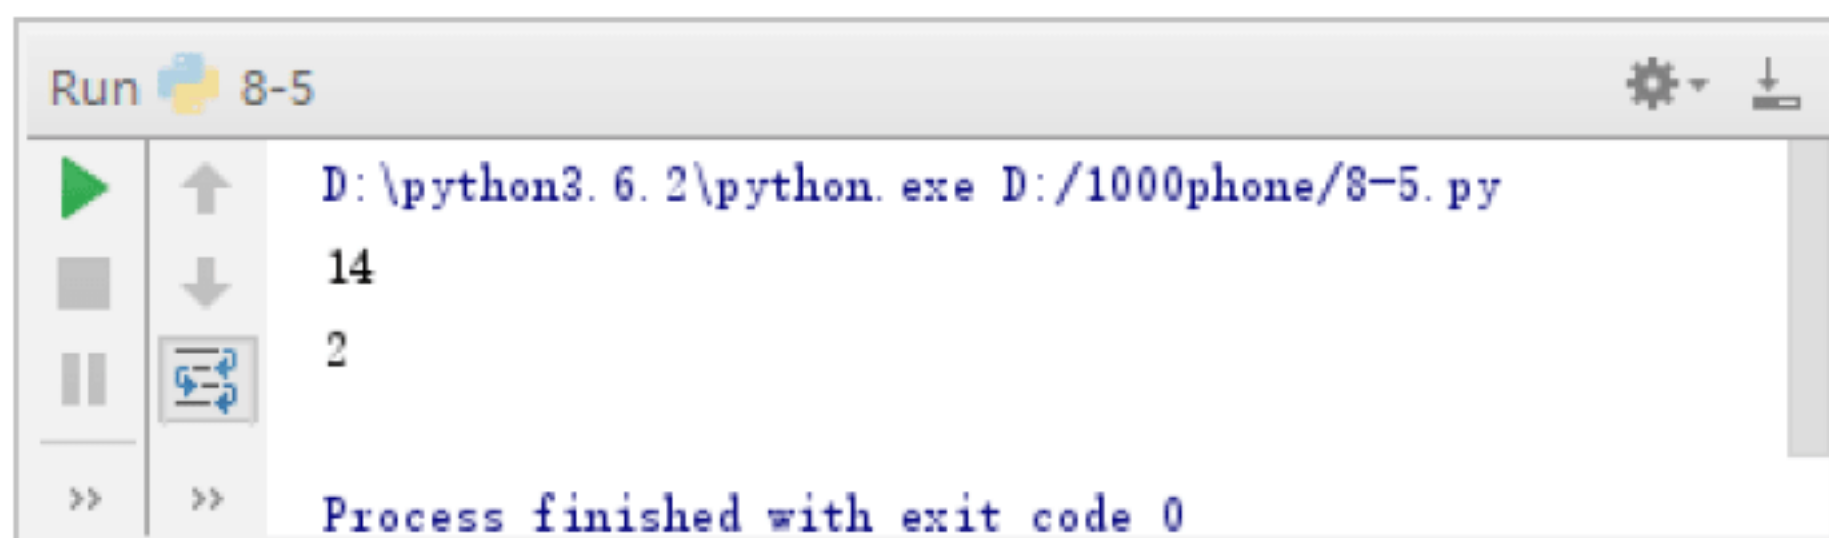 Run 8-5
D:\python3.6.2\python.exe D:/1000phone/8-5.py
14
2
Process finished with exit code 0